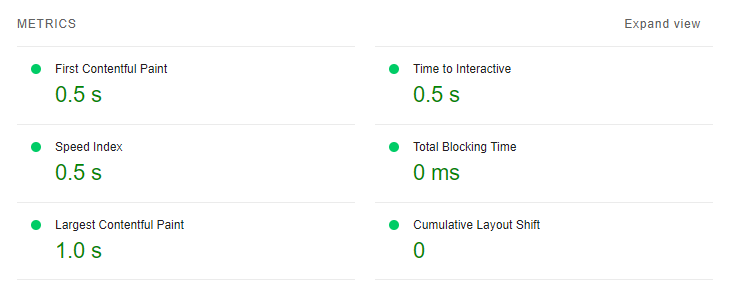 METRICS
Expand view
First Contentful Paint
0.5 s
Time to Interactive
0.5 s
Speed Index
0.5 s
Total Blocking Time
0 ms
Largest Contentful Paint
1.0 s
Cumulative Layout Shift
0